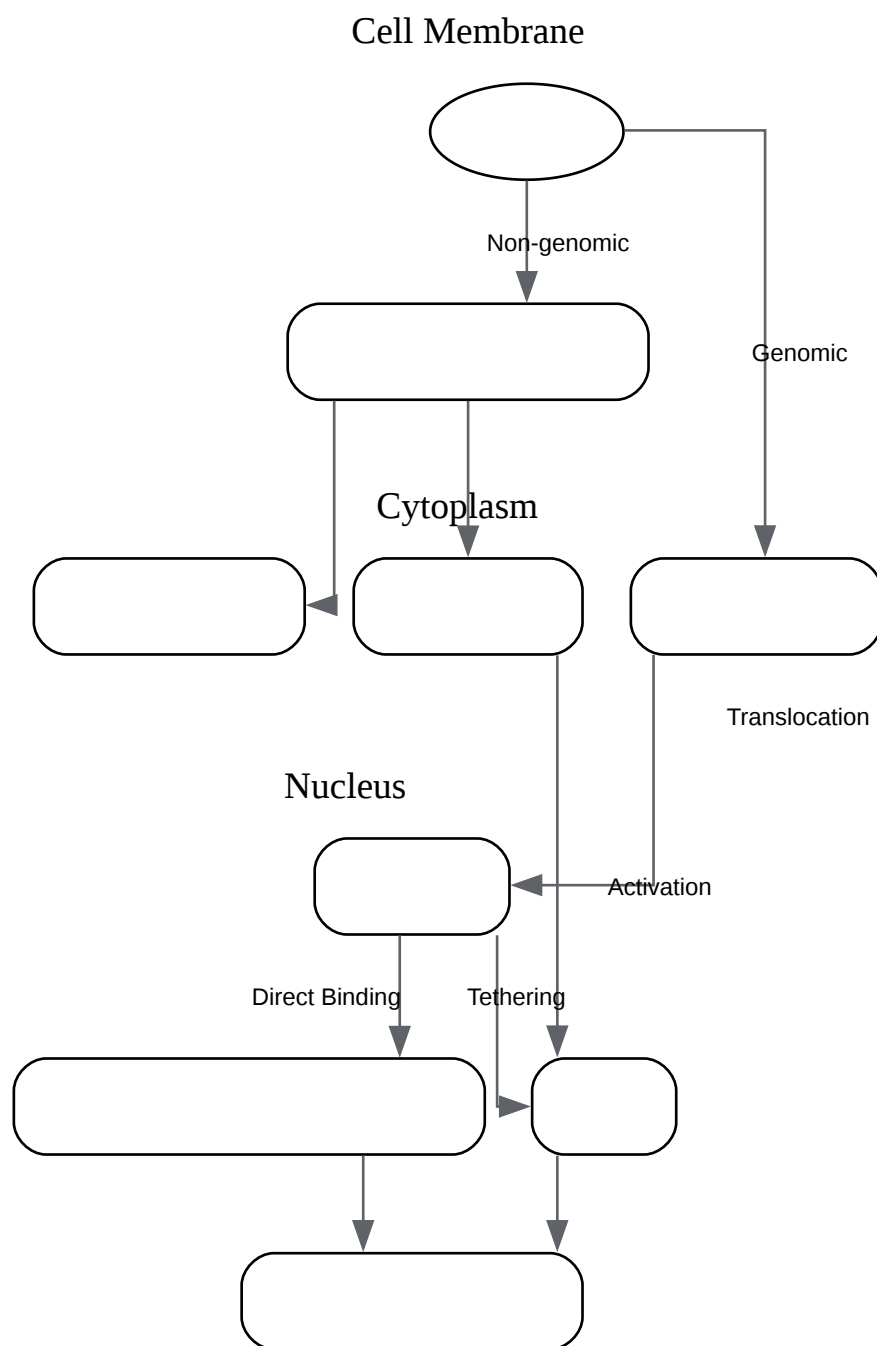 Cell Membrane
Non-genomic
Genomic
Cytoplasm
Translocation
Nucleus
Activation
Direct Binding
Tethering